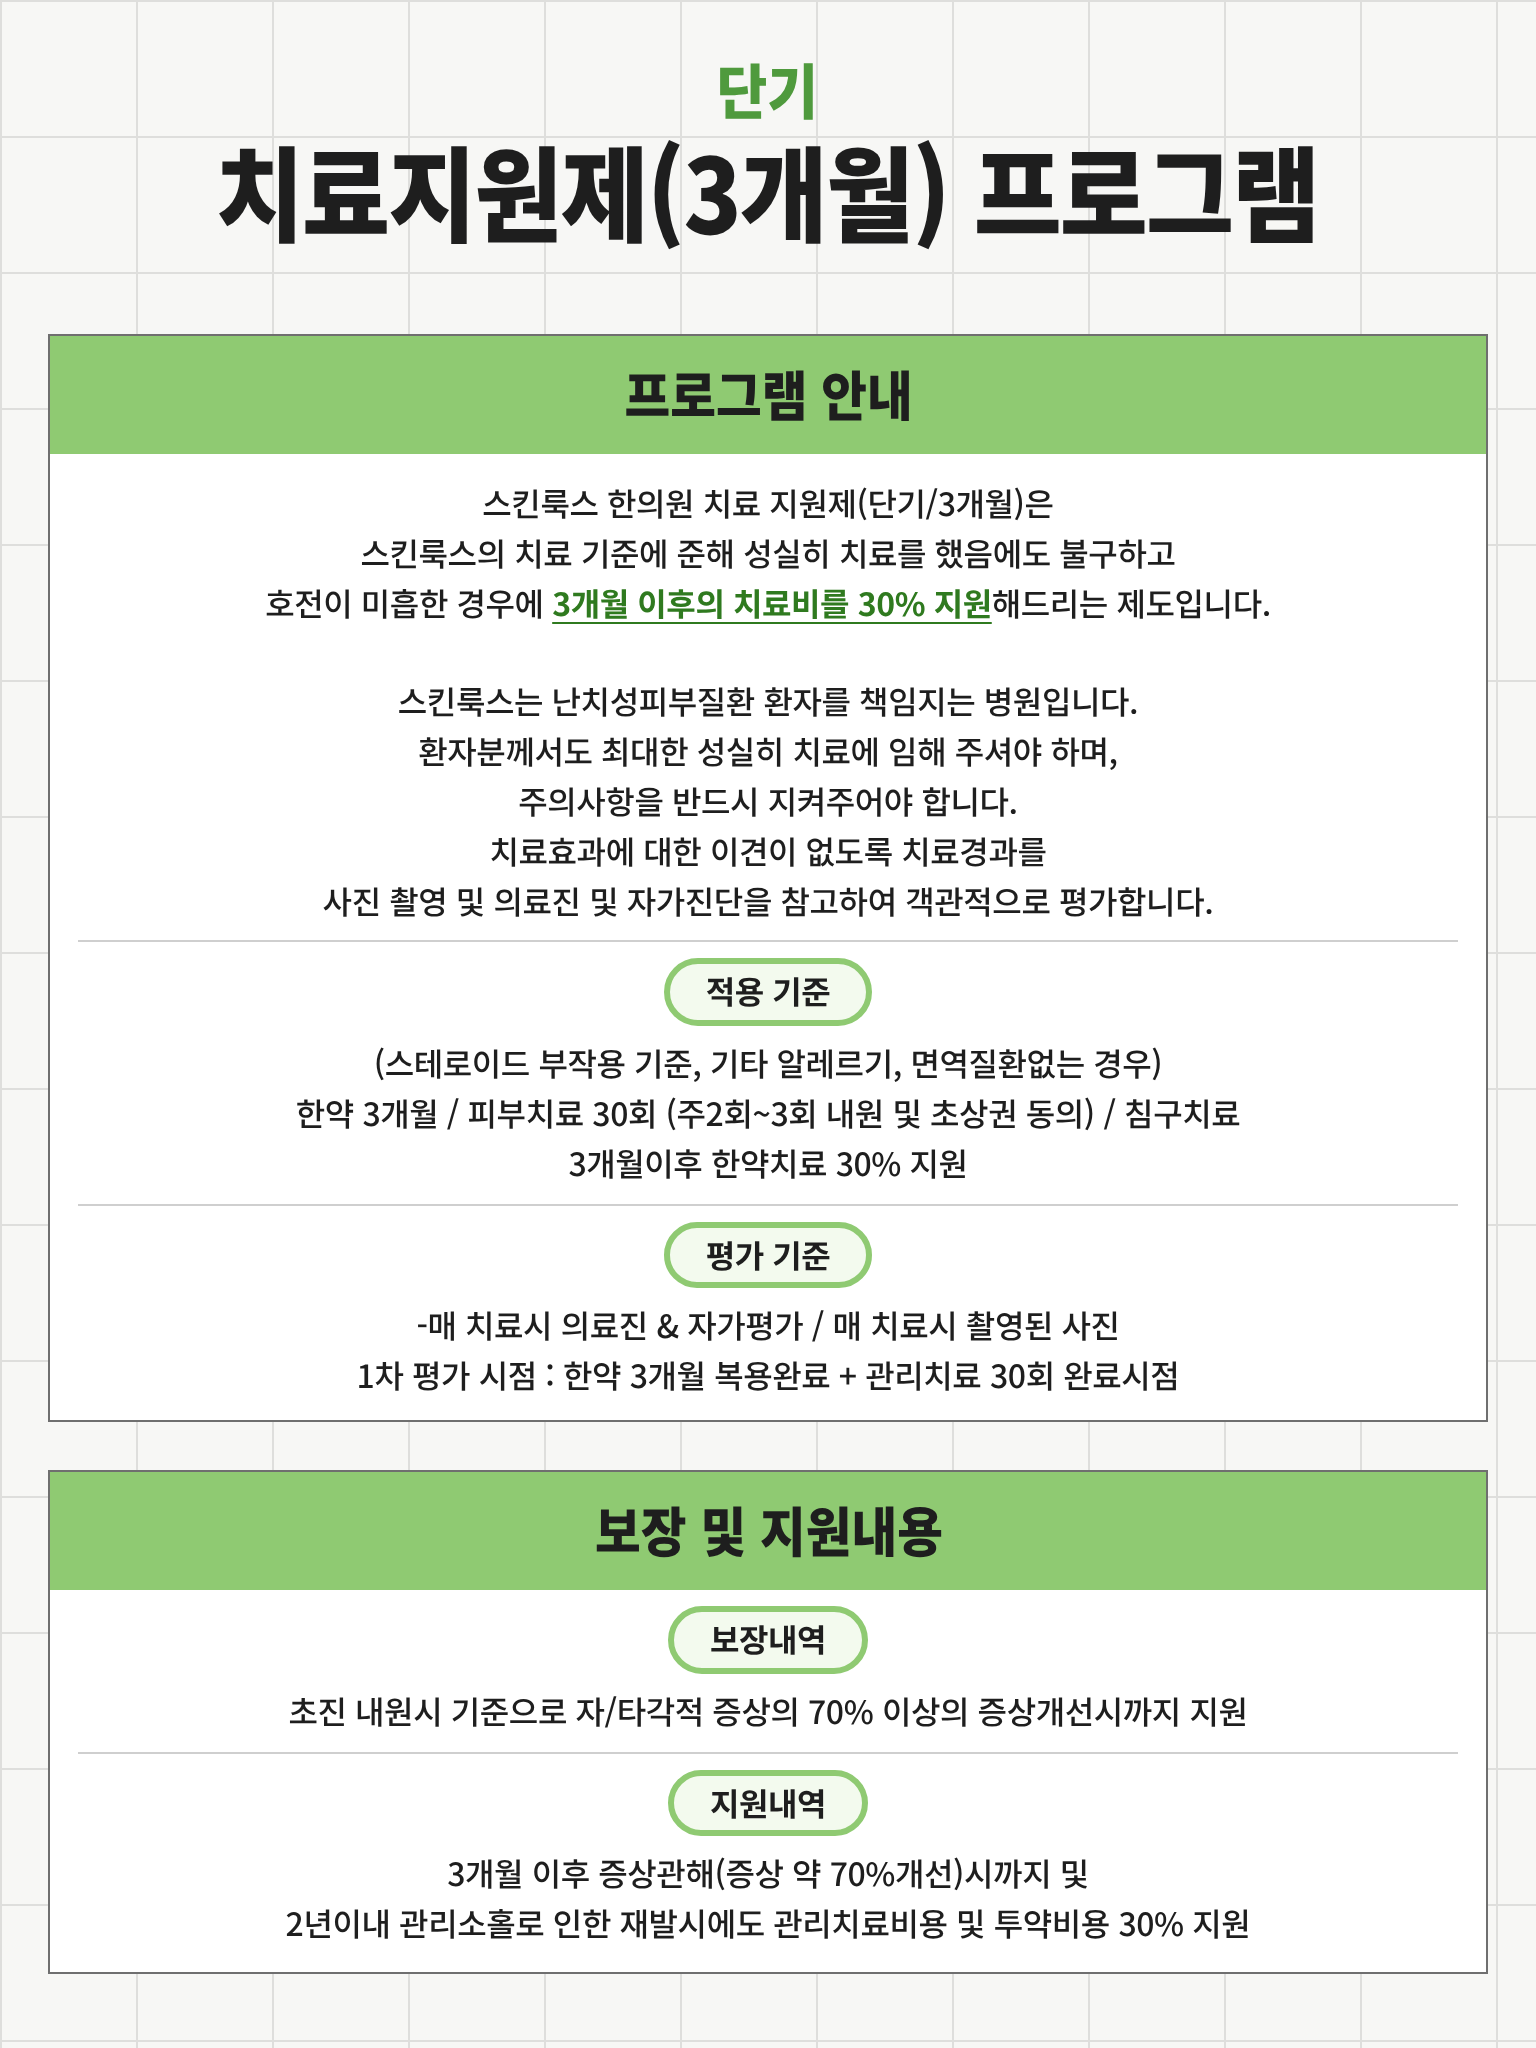 단기
치료지원제(3개월) 프로그램
프로그램 안내
스킨룩스 한의원 치료 지원제(단기/3개월)은
스킨룩스의 치료 기준에 준해 성실히 치료를 했음에도 불구하고
호전이 미흡한 경우에 3개월 이후의 치료비를 30% 지원해드리는 제도입니다.
스킨룩스는 난치성피부질환 환자를 책임지는 병원입니다.
환자분께서도 최대한 성실히 치료에 임해 주셔야 하며,
주의사항을 반드시 지켜주어야 합니다.
치료효과에 대한 이견이 없도록 치료경과를
사진 촬영 및 의료진 및 자가진단을 참고하여 객관적으로 평가합니다.
적용 기준
(스테로이드 부작용 기준, 기타 알레르기, 면역질환없는 경우)
한약 3개월 / 피부치료 30회 (주2회~3회 내원 및 초상권 동의) / 침구치료
3개월이후 한약치료 30% 지원
평가 기준
-매 치료시 의료진 & 자가평가 / 매 치료시 촬영된 사진
1차 평가 시점 : 한약 3개월 복용완료 + 관리치료 30회 완료시점
보장 및 지원내용
보장내역
초진 내원시 기준으로 자/타각적 증상의 70% 이상의 증상개선시까지 지원
지원내역
3개월 이후 증상관해(증상 약 70%개선)시까지 및
2년이내 관리소홀로 인한 재발시에도 관리치료비용 및 투약비용 30% 지원